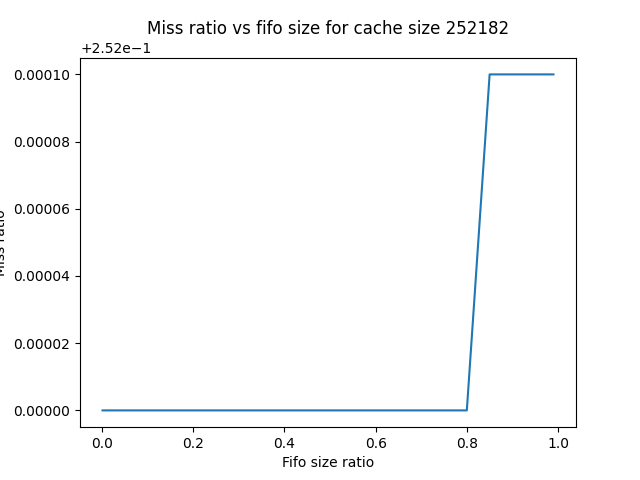 Miss ratio vs fifo size for cache size 252182
+2.52e−1
0.00010
0.00008
0.00006
0.00004
0.00002
0.00000
Miss ratio
0.0 0.2 0.4 0.6 0.8 1.0
Fifo size ratio